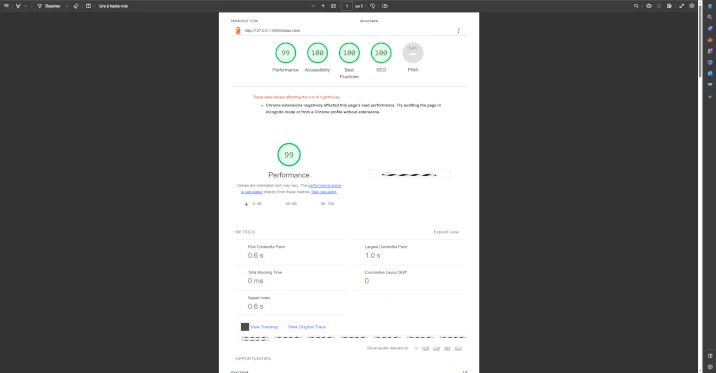 Dessiner
Lire à haute voix
1
sur 5
about:blank
http://127.0.0.1:5500/index.html
99
100
100
100
Performance
Accessibility
Best
Practices
SEO
PWA
There were issues affecting this run of Lighthouse:
Chrome extensions negatively affected this page's load performance. Try auditing the page in
incognito mode or from a Chrome profile without extensions.
99
Performance
Values are estimated and may vary. The performance score
is calculated directly from these metrics. See calculator.
0–49
50–89
90–100
METRICS
Expand view
First Contentful Paint
0.6 s
Largest Contentful Paint
1.0 s
Total Blocking Time
0 ms
Cumulative Layout Shift
0
Speed Index
0.6 s
View Treemap
View Original Trace
Show audits relevant to:
FCP
LCP
TBT
CLS
OPPORTUNITIES